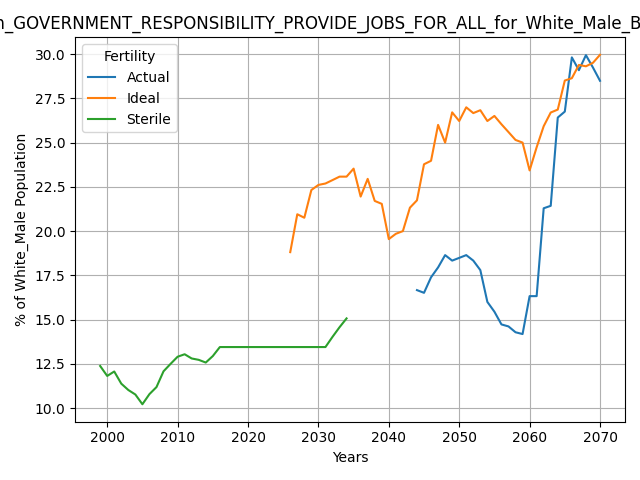 GOVERNMENT_RESPONSIBILITY_PROVIDE_JOBS_FOR_ALL_for_White_Male_B
Fertility
Actual
Ideal
Sterile
% of White_Male Population
30.0
27.5
25.0
22.5
20.0
17.5
15.0
12.5
10.0
2000 2010 2020 2030 2040 2050 2060 2070
Years